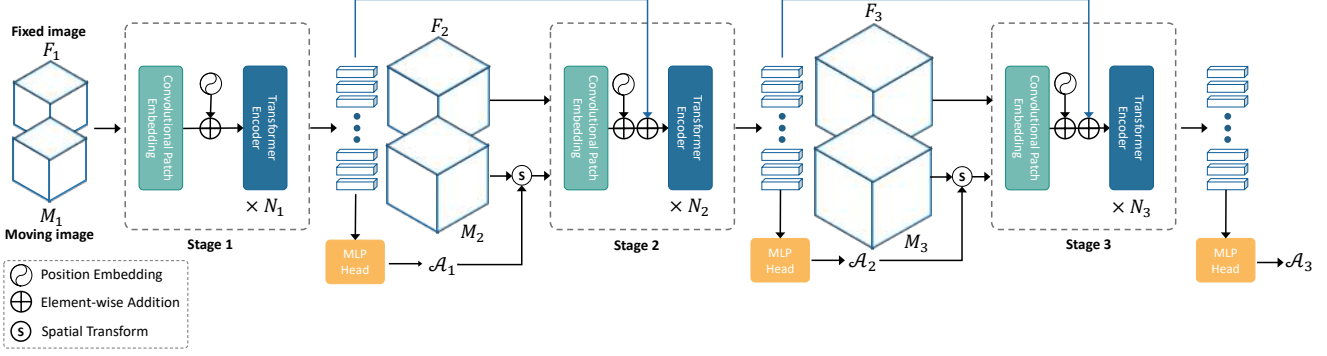 Fixed image
F₁
M₁
Moving image
Convolutional Patch
Embedding
Transformer
Encoder
× N₁
Stage 1
MLP
Head
𝒜₁
F₂
M₂
S
Convolutional Patch
Embedding
Transformer
Encoder
× N₂
Stage 2
MLP
Head
𝒜₂
F₃
M₃
S
Convolutional Patch
Embedding
Transformer
Encoder
× N₃
Stage 3
MLP
Head
𝒜₃
Position Embedding
Element-wise Addition
S Spatial Transform